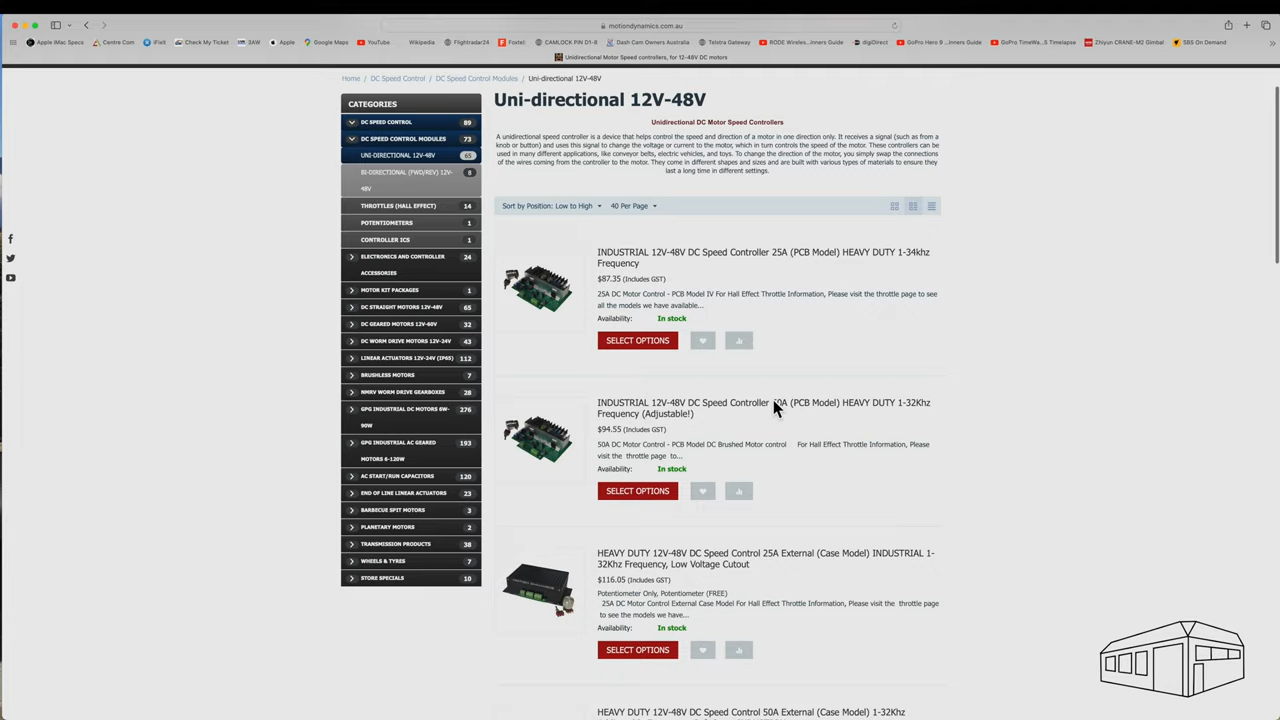 motiondynamics.com.au
Apple iMac Specs Centre Com iFixit Check My Ticket 3AW Apple Google Maps YouTube Wikipedia Flightradar24 Foxtel: CAMLOCK PIN D1-8 Dash Cam Owners Australia Telstra Gateway RODE Wireless...inners Guide digiDirect GoPro Hero 8 ...inners Guide GoPro TimeWa...S Timelapse Zhiyun CRANE-M2 Gimbal SBS On Demand
Unidirectional Motor Speed controllers, for 12-48V DC motors
Home / DC Speed Control / DC Speed Control Modules / Uni-directional 12V-48V
CATEGORIES
DC SPEED CONTROL 89
DC SPEED CONTROL MODULES 73
UNI-DIRECTIONAL 12V-48V 65
BI-DIRECTIONAL (FWD/REV) 12V-
48V 8
THROTTLES (HALL EFFECT) 14
POTENTIOMETERS 1
CONTROLLER ICS 1
ELECTRONICS AND CONTROLLER
ACCESSORIES 24
MOTOR KIT PACKAGES 1
DC STRAIGHT MOTORS 12V-48V 65
DC GEARED MOTORS 12V-60V 32
DC WORM DRIVE MOTORS 12V-24V 43
LINEAR ACTUATORS 12V-24V (IP65) 112
BRUSHLESS MOTORS 7
NMRV WORM DRIVE GEARBOXES 28
GPG INDUSTRIAL DC MOTORS 6W-
90W 276
GPG INDUSTRIAL AC GEARED
MOTORS 6-120W 193
AC START/RUN CAPACITORS 120
END OF LINE LINEAR ACTUATORS 23
BARBECUE SPIT MOTORS 3
PLANETARY MOTORS 2
TRANSMISSION PRODUCTS 38
WHEELS & TYRES 7
STORE SPECIALS 10
Uni-directional 12V-48V
Unidirectional DC Motor Speed Controllers
A unidirectional speed controller is a device that helps control the speed and direction of a motor in one direction only. It receives a signal (such as from a
knob or button) and uses this signal to change the voltage or current to the motor, which in turn controls the speed of the motor. These controllers can be
used in many different applications, like conveyor belts, electric vehicles, and toys. To change the direction of the motor, you simply swap the connections
of the wires coming from the controller to the motor. They come in different shapes and sizes and are built with various types of materials to ensure they
last a long time in different settings.
Sort by Position: Low to High 40 Per Page
INDUSTRIAL 12V-48V DC Speed Controller 25A (PCB Model) HEAVY DUTY 1-34khz
Frequency
$87.35 (Includes GST)
25A DC Motor Control - PCB Model IV For Hall Effect Throttle Information, Please visit the throttle page to see
all the models we have available...
Availability: In stock
SELECT OPTIONS
INDUSTRIAL 12V-48V DC Speed Controller 50A (PCB Model) HEAVY DUTY 1-32Khz
Frequency (Adjustable!)
$94.55 (Includes GST)
50A DC Motor Control - PCB Model DC Brushed Motor control For Hall Effect Throttle Information, Please
visit the throttle page to...
Availability: In stock
SELECT OPTIONS
HEAVY DUTY 12V-48V DC Speed Control 25A External (Case Model) INDUSTRIAL 1-
32Khz Frequency, Low Voltage Cutout
$116.05 (Includes GST)
Potentiometer Only, Potentiometer (FREE)
25A DC Motor Control External Case Model For Hall Effect Throttle Information, Please visit the throttle page
to see the models we have...
Availability: In stock
SELECT OPTIONS
HEAVY DUTY 12V-48V DC Speed Control 50A External (Case Model) 1-32Khz